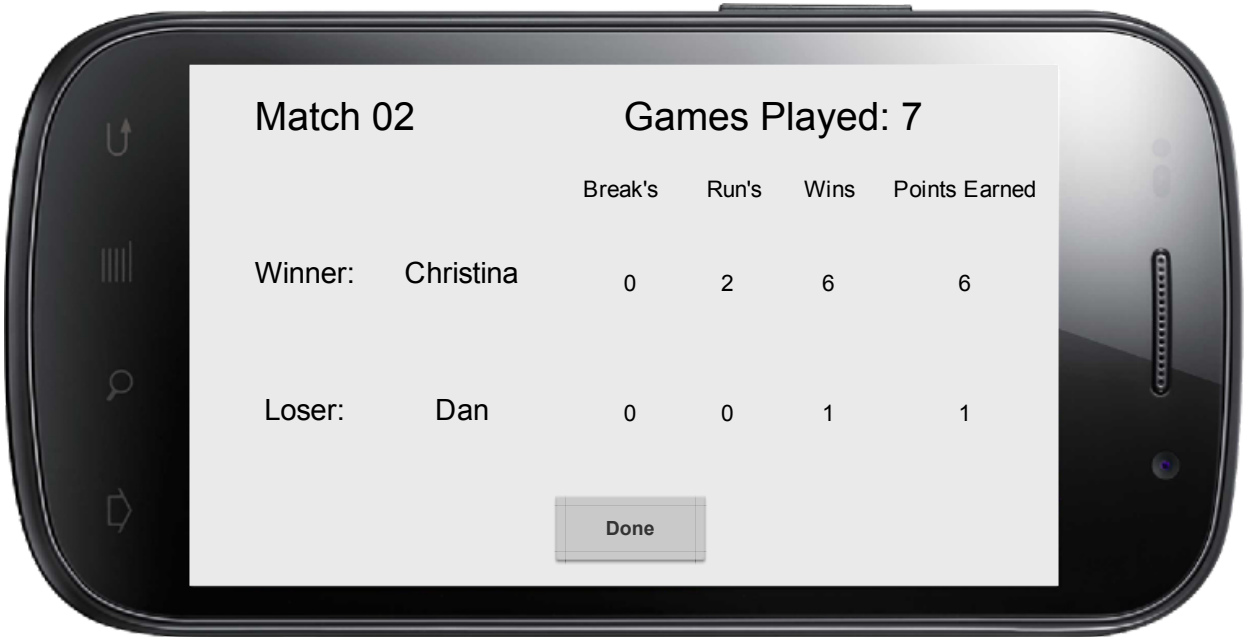 Match 02 Games Played: 7
Break's Run's Wins Points Earned
Winner: Christina 0 2 6 6
Loser: Dan 0 0 1 1
Done